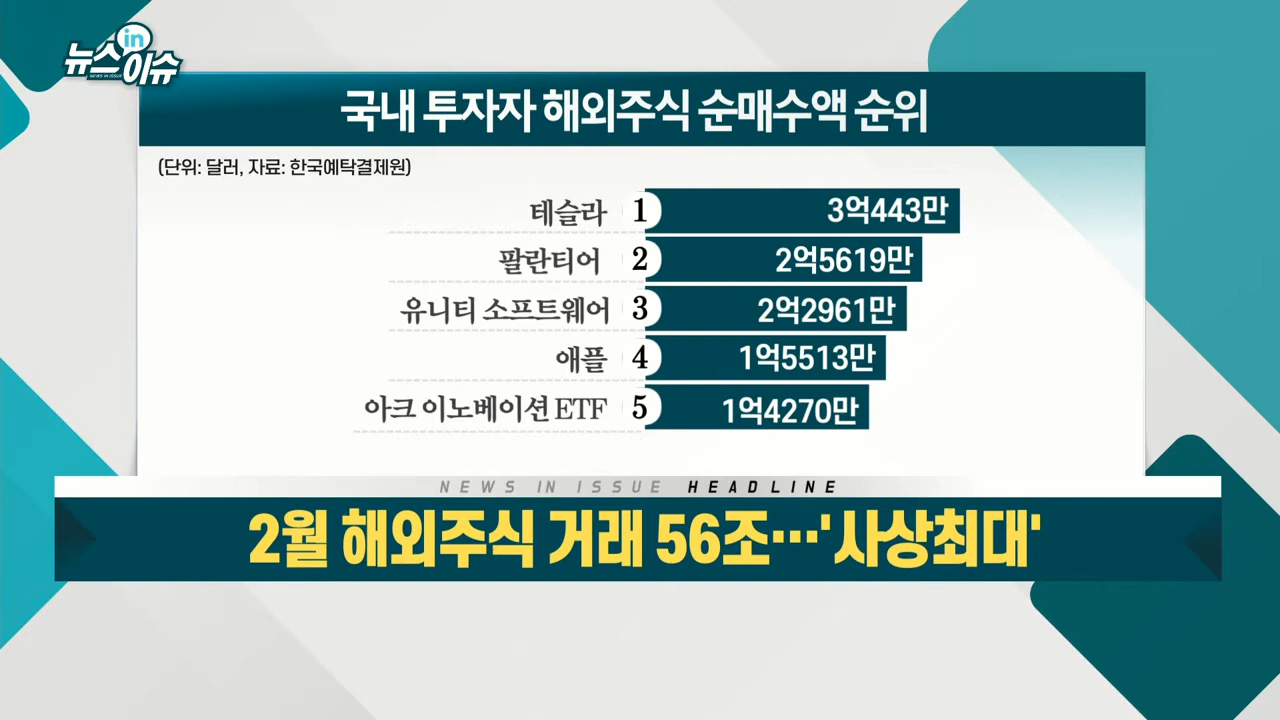 뉴스in이슈
NEWS IN ISSUE
국내 투자자 해외주식 순매수액 순위
(단위: 달러, 자료: 한국예탁결제원)
테슬라 1 3억443만
팔란티어 2 2억5619만
유니티 소프트웨어 3 2억2961만
애플 4 1억5513만
아크 이노베이션 ETF 5 1억4270만
NEWS IN ISSUE HEADLINE
2월 해외주식 거래 56조…'사상최대'